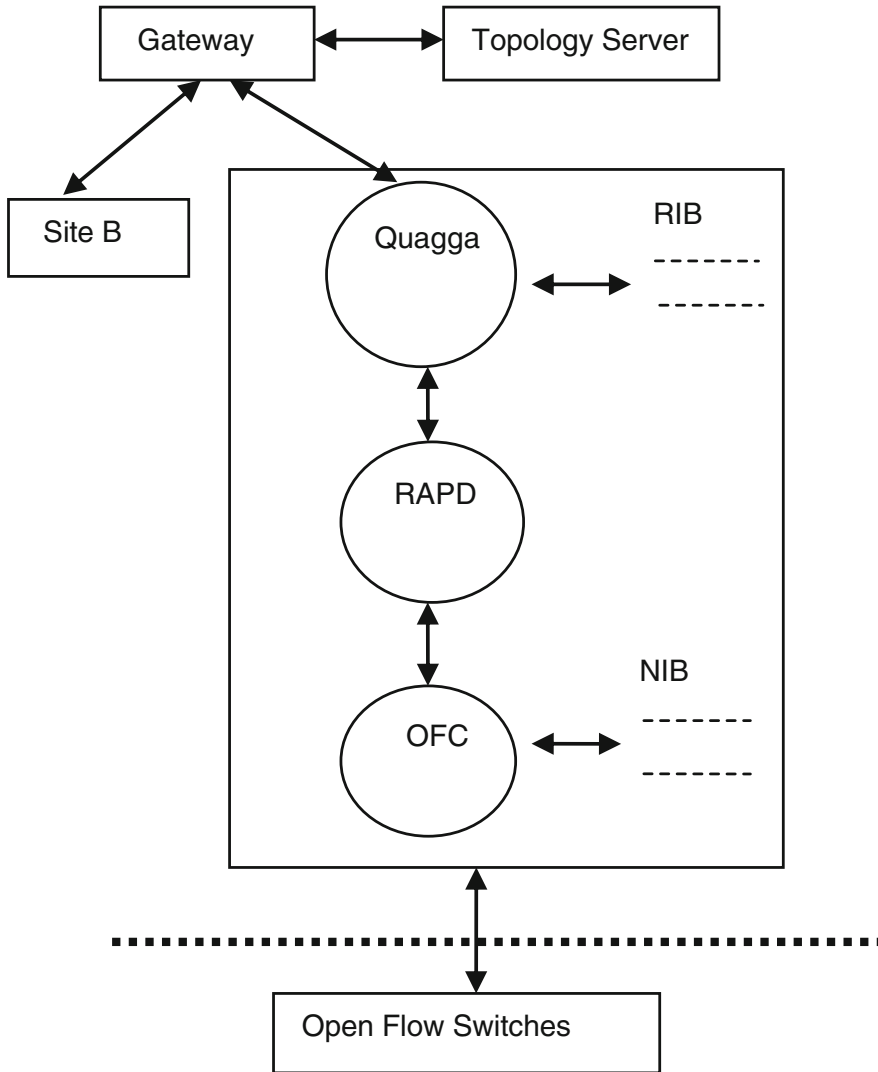 Gateway
Topology Server
Site B
Quagga
RIB
RAPD
NIB
OFC
Open Flow Switches